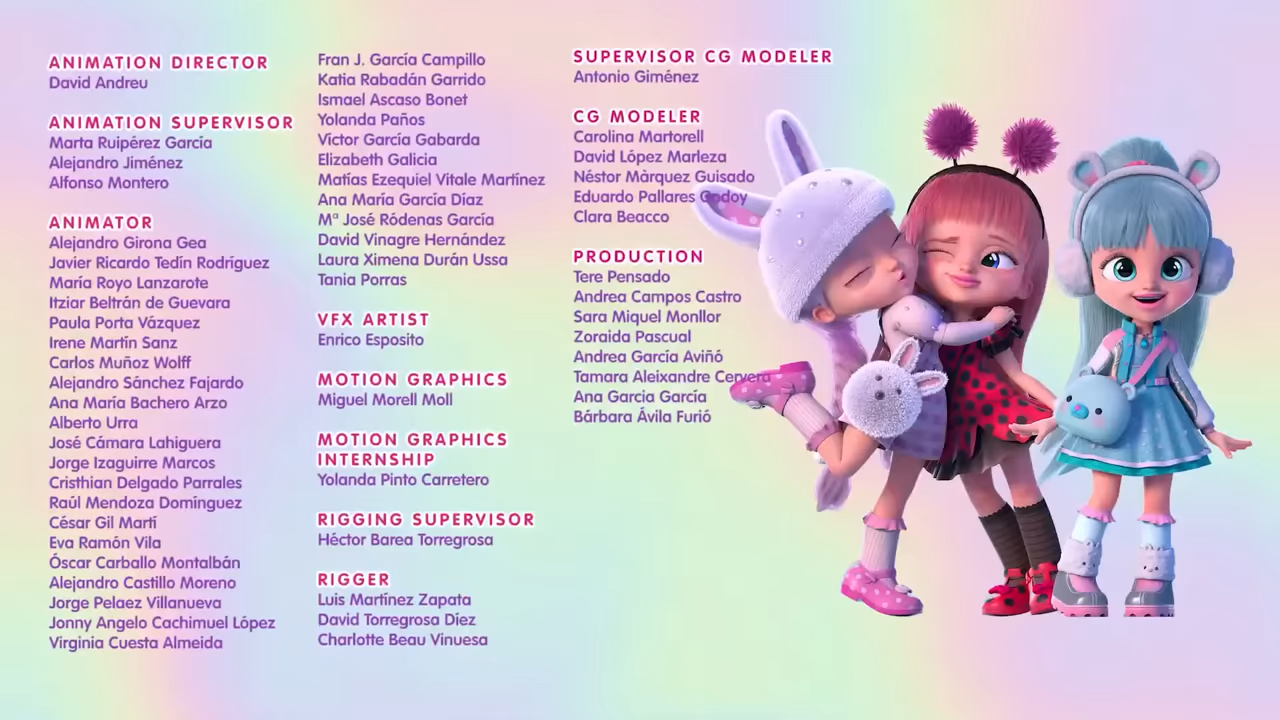 ANIMATION DIRECTOR
David Andreu
ANIMATION SUPERVISOR
Marta Ruipérez García
Alejandro Jiménez
Alfonso Montero
ANIMATOR
Alejandro Girona Gea
Javier Ricardo Tedín Rodríguez
María Royo Lanzarote
Itziar Beltrán de Guevara
Paula Porta Vázquez
Irene Martín Sanz
Carlos Muñoz Wolff
Alejandro Sánchez Fajardo
Ana María Bachero Arzo
Alberto Urra
José Cámara Lahiguera
Jorge Izaguirre Marcos
Cristhian Delgado Parrales
Raúl Mendoza Domínguez
César Gil Martí
Eva Ramón Vila
Óscar Carballo Montalbán
Alejandro Castillo Moreno
Jorge Pelaez Villanueva
Jonny Angelo Cachimuel López
Virginia Cuesta Almeida
Fran J. García Campillo
Katia Rabadán Garrido
Ismael Ascaso Bonet
Yolanda Paños
Víctor García Gabarda
Elizabeth Galicia
Matías Ezequiel Vitale Martínez
Ana María García Díaz
Mª José Ródenas García
David Vinagre Hernández
Laura Ximena Durán Ussa
Tania Porras
VFX ARTIST
Enrico Esposito
MOTION GRAPHICS
Miguel Morell Moll
MOTION GRAPHICS
INTERNSHIP
Yolanda Pinto Carretero
RIGGING SUPERVISOR
Héctor Barea Torregrosa
RIGGER
Luis Martínez Zapata
David Torregrosa Díez
Charlotte Beau Vinuesa
SUPERVISOR CG MODELER
Antonio Giménez
CG MODELER
Carolina Martorell
David López Marleza
Néstor Màrquez Guisado
Eduardo Pallares Godoy
Clara Beacco
PRODUCTION
Tere Pensado
Andrea Campos Castro
Sara Miquel Monllor
Zoraida Pascual
Andrea García Aviñó
Tamara Aleixandre Cervera
Ana Garcia García
Bárbara Ávila Furió